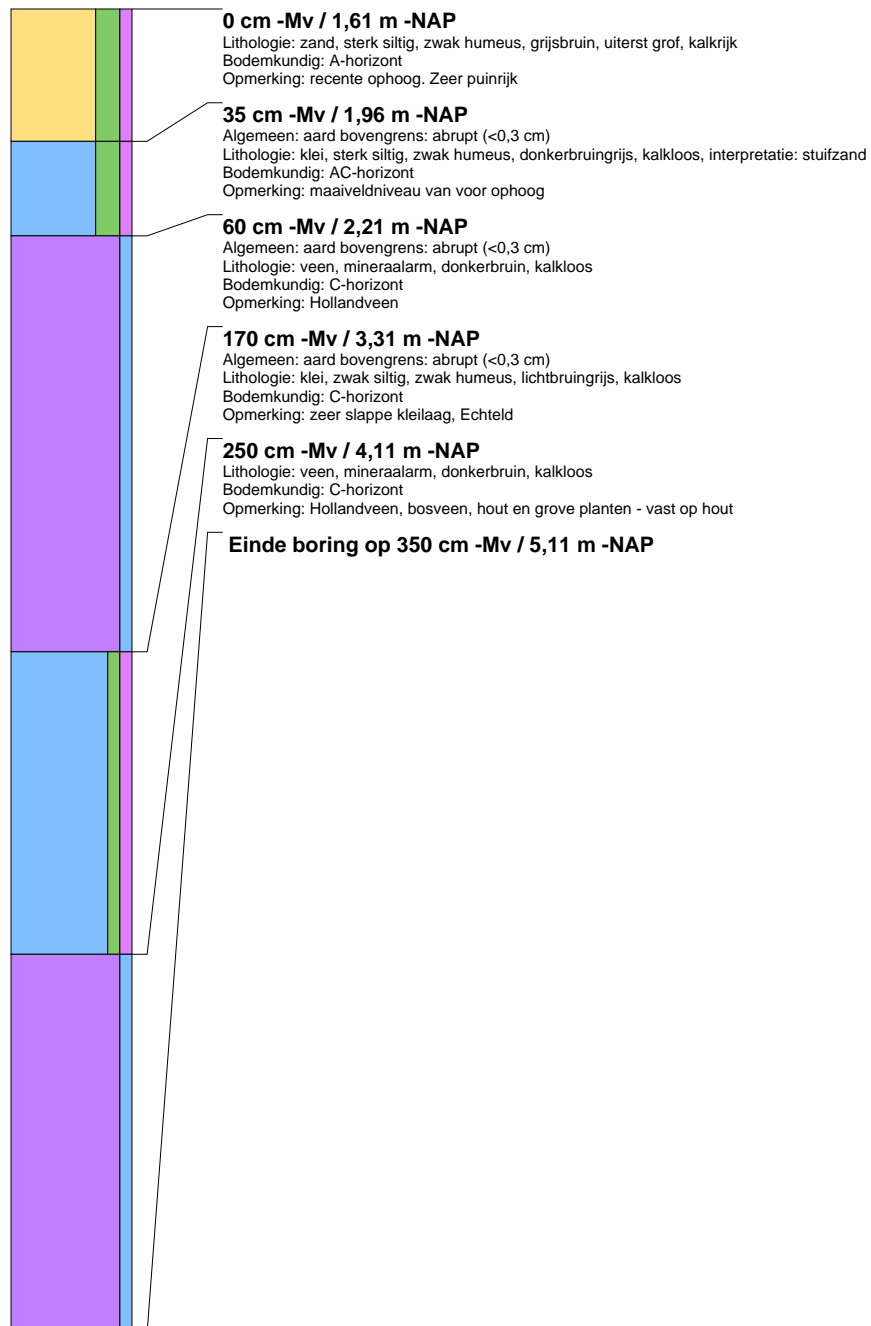 0 cm -Mv / 1,61 m -NAP
Lithologie: zand, sterk siltig, zwak humeus, grijsbruin, uiterst grof, kalkrijk
Bodemkundig: A-horizont
Opmerking: recente ophoog. Zeer puinrijk
35 cm -Mv / 1,96 m -NAP
Algemeen: aard bovengrens: abrupt (<0,3 cm)
Lithologie: klei, sterk siltig, zwak humeus, donkerbruingrijs, kalkloos, interpretatie: stuifzand
Bodemkundig: AC-horizont
Opmerking: maaiveldniveau van voor ophoog
60 cm -Mv / 2,21 m -NAP
Algemeen: aard bovengrens: abrupt (<0,3 cm)
Lithologie: veen, mineraalarm, donkerbruin, kalkloos
Bodemkundig: C-horizont
Opmerking: Hollandveen
170 cm -Mv / 3,31 m -NAP
Algemeen: aard bovengrens: abrupt (<0,3 cm)
Lithologie: klei, zwak siltig, zwak humeus, lichtbruingrijs, kalkloos
Bodemkundig: C-horizont
Opmerking: zeer slappe kleilaag, Echteld
250 cm -Mv / 4,11 m -NAP
Lithologie: veen, mineraalarm, donkerbruin, kalkloos
Bodemkundig: C-horizont
Opmerking: Hollandveen, bosveen, hout en grove planten - vast op hout
Einde boring op 350 cm -Mv / 5,11 m -NAP